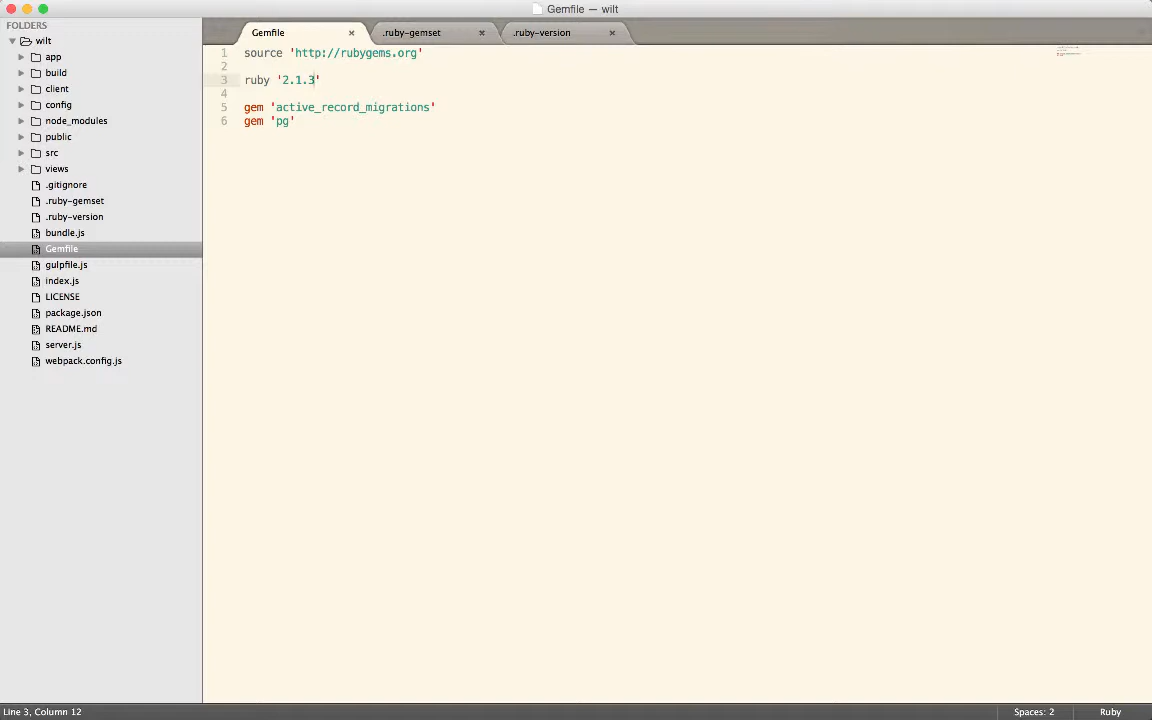 Gemfile — wilt
FOLDERS
wilt
app
build
client
config
node_modules
public
src
views
.gitignore
.ruby-gemset
.ruby-version
bundle.js
Gemfile
gulpfile.js
index.js
LICENSE
package.json
README.md
server.js
webpack.config.js
Gemfile .ruby-gemset .ruby-version
1 source 'http://rubygems.org'
2
3 ruby '2.1.3'
4
5 gem 'active_record_migrations'
6 gem 'pg'
Line 3, Column 12 Spaces: 2 Ruby